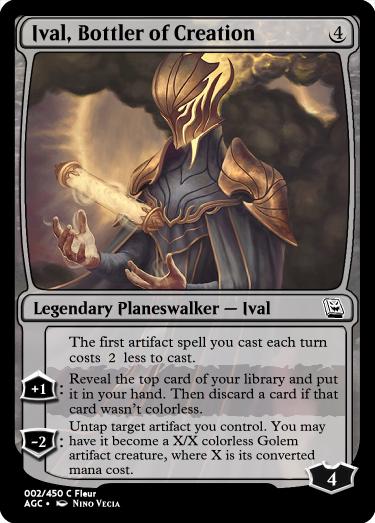 Ival, Bottler of Creation 4
Legendary Planeswalker — Ival
The first artifact spell you cast each turn
costs 2 less to cast.
+1: Reveal the top card of your library and put
it in your hand. Then discard a card if that
card wasn't colorless.
-2: Untap target artifact you control. You may
have it become a X/X colorless Golem
artifact creature, where X is its converted
mana cost.
4
002/450 C Fleur
AGC • Nino Vecia